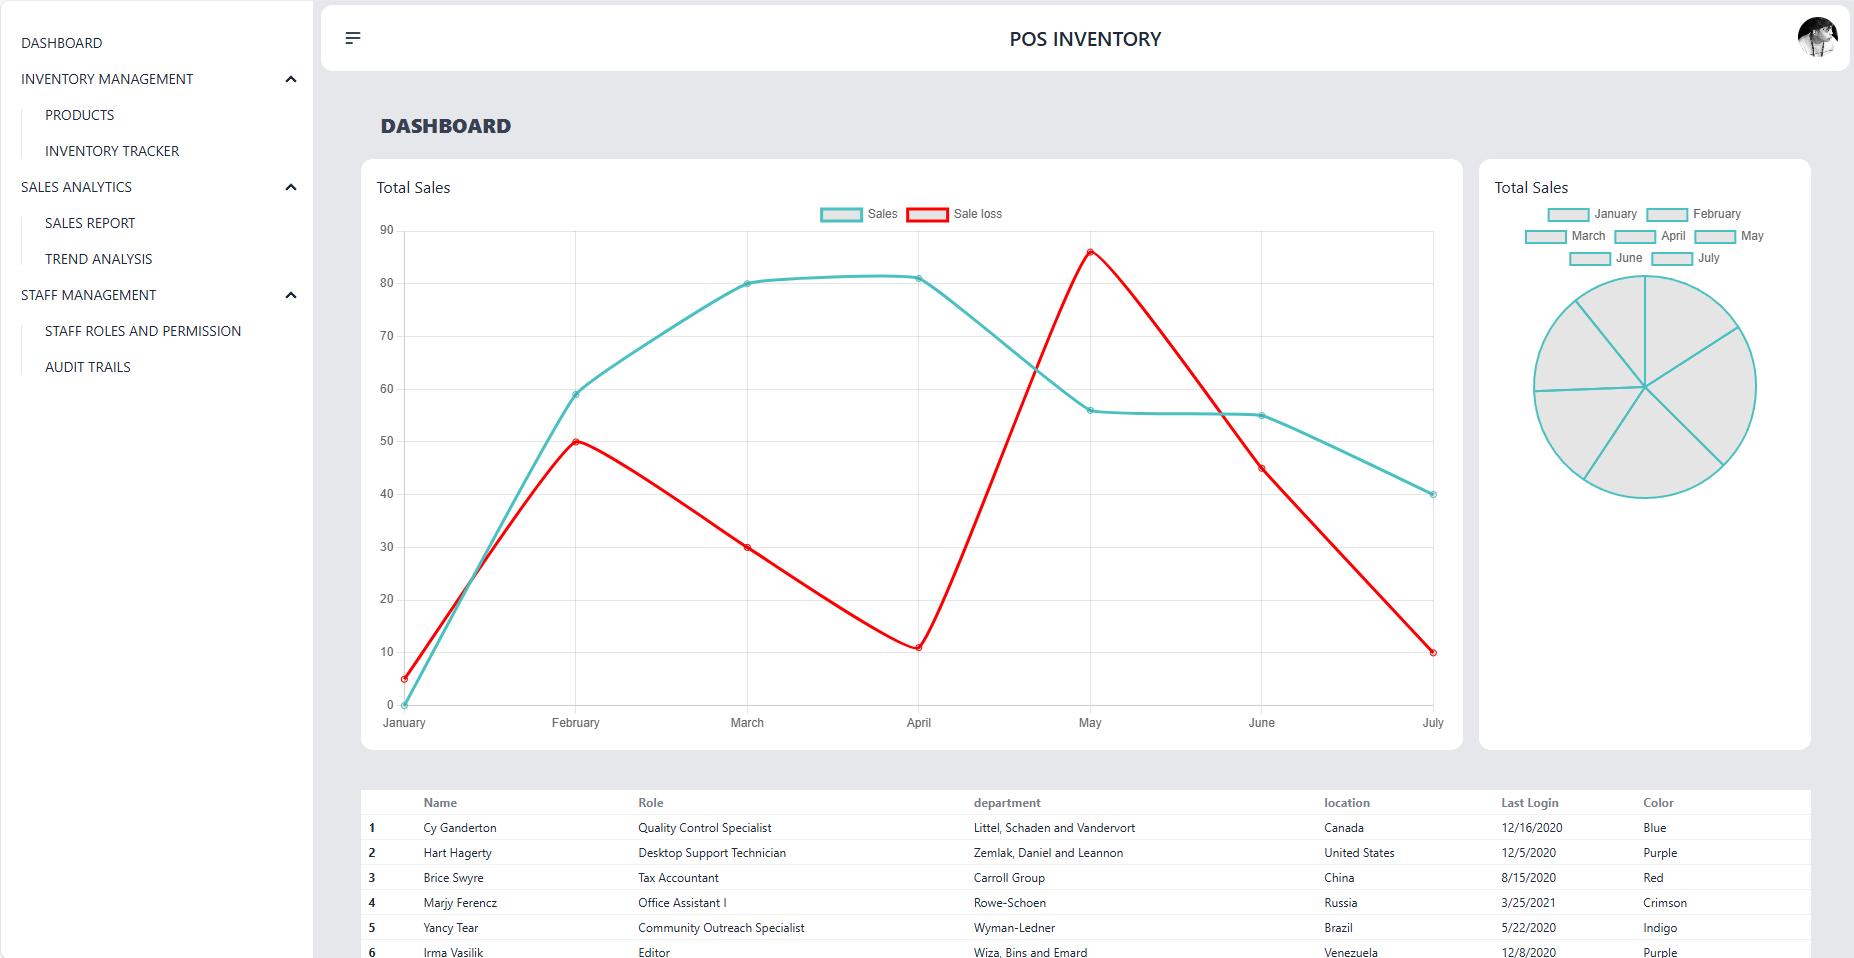 DASHBOARD
INVENTORY MANAGEMENT
PRODUCTS
INVENTORY TRACKER
SALES ANALYTICS
SALES REPORT
TREND ANALYSIS
STAFF MANAGEMENT
STAFF ROLES AND PERMISSION
AUDIT TRAILS
POS INVENTORY
DASHBOARD
Total Sales
Sales Sale loss
90
80
70
60
50
40
30
20
10
0
January February March April May June July
Total Sales
January February
March April May
June July
Name Role department location Last Login Color
1 Cy Ganderton Quality Control Specialist Littel, Schaden and Vandervort Canada 12/16/2020 Blue
2 Hart Hagerty Desktop Support Technician Zemlak, Daniel and Leannon United States 12/5/2020 Purple
3 Brice Swyre Tax Accountant Carroll Group China 8/15/2020 Red
4 Marjy Ferencz Office Assistant I Rowe-Schoen Russia 3/25/2021 Crimson
5 Yancy Tear Community Outreach Specialist Wyman-Ledner Brazil 5/22/2020 Indigo
6 Irma Vasilik Editor Wiza, Bins and Emard Venezuela 12/8/2020 Purple